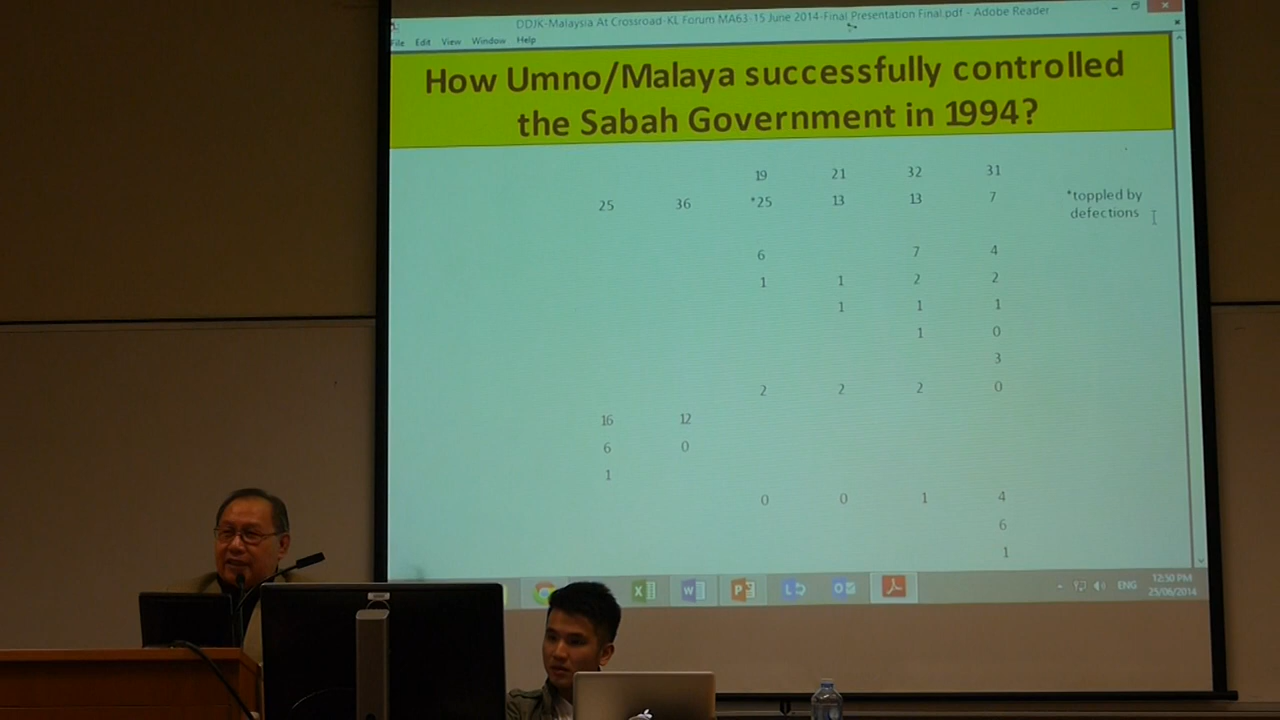 DDJK-Malaysia At Crossroad-KL Forum MA63-15 June 2014-Final Presentation Final.pdf - Adobe Reader
File Edit View Window Help
How Umno/Malaya successfully controlled
the Sabah Government in 1994?
19 21 32 31
25 36 *25 13 13 7 *toppled by
defections
6 7 4
1 1 2 2
1 1 1
1 0
3
2 2 2 0
16 12
6 0
1
0 0 1 4
6
1
ENG 12:50 PM
25/06/2014